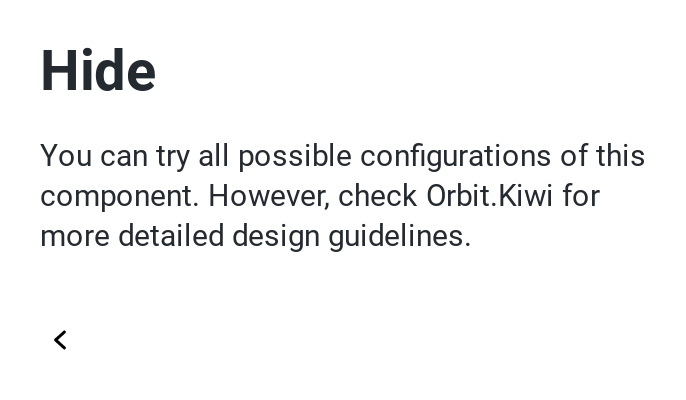 Hide
You can try all possible configurations of this
component. However, check Orbit.Kiwi for
more detailed design guidelines.